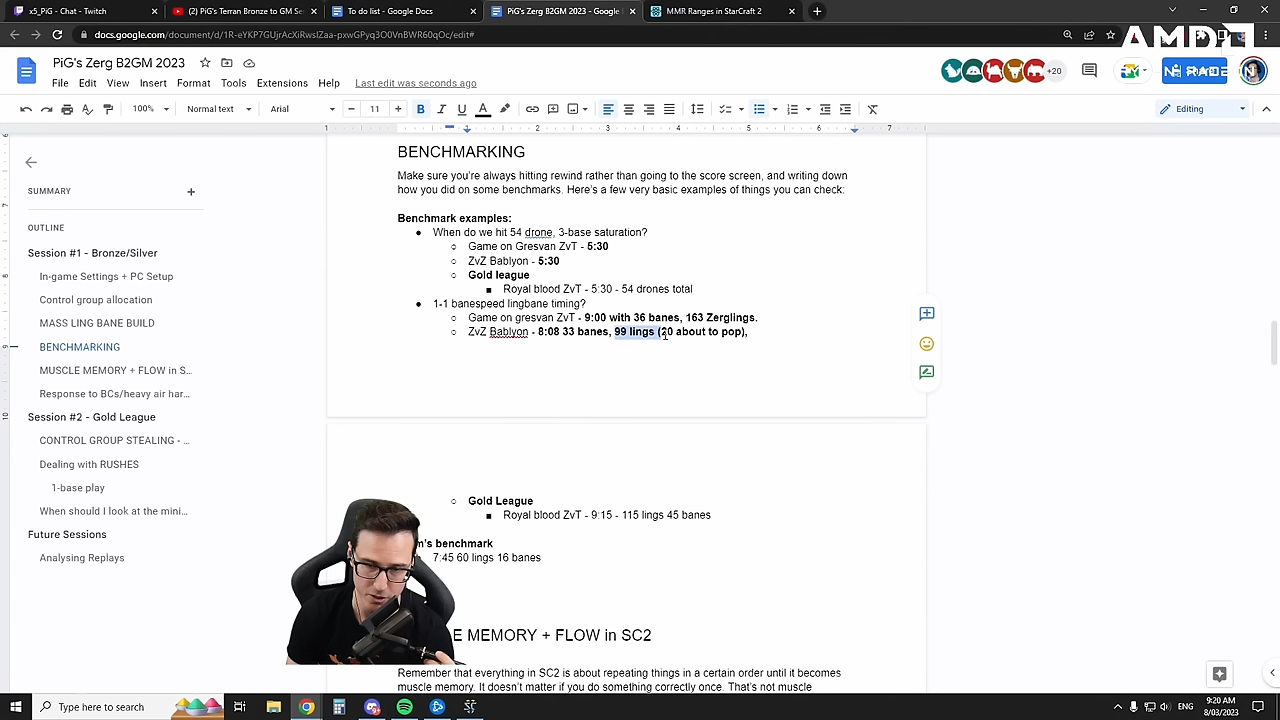 x5_PiG - Chat - Twitch
(2) PiG's Terran Bronze to GM Se
To do list - Google Docs
PiG's Zerg B2GM 2023 - Google
MMR Ranges in StarCraft 2
docs.google.com/document/d/1R-eYKP7GUjrAcXiRwsIZaa-pxwGPyq3O0VnBWR60qOc/edit#
AMD
PiG's Zerg B2GM 2023
File Edit View Insert Format Tools Extensions Help Last edit was seconds ago
+20
100% Normal text Arial 11 B I U A Editing
1 1 2 3 4 5 6 7
BENCHMARKING
Make sure you're always hitting rewind rather than going to the score screen, and writing down
how you did on some benchmarks. Here's a few very basic examples of things you can check:
SUMMARY
OUTLINE
Session #1 - Bronze/Silver
In-game Settings + PC Setup
Control group allocation
MASS LING BANE BUILD
BENCHMARKING
MUSCLE MEMORY + FLOW in S...
Response to BCs/heavy air har...
Session #2 - Gold League
CONTROL GROUP STEALING - ...
Dealing with RUSHES
1-base play
When should I look at the mini...
Future Sessions
Analysing Replays
Benchmark examples:
When do we hit 54 drone, 3-base saturation?
Game on Gresvan ZvT - 5:30
ZvZ Bablyon - 5:30
Gold league
Royal blood ZvT - 5:30 - 54 drones total
1-1 banespeed lingbane timing?
Game on gresvan ZvT - 9:00 with 36 banes, 163 Zerglings.
ZvZ Bablyon - 8:08 33 banes, 99 lings (20 about to pop),
Gold League
Royal blood ZvT - 9:15 - 115 lings 45 banes
m's benchmark
7:45 60 lings 16 banes
E MEMORY + FLOW in SC2
Remember that everything in SC2 is about repeating things in a certain order until it becomes
muscle memory. It doesn't matter if you do something correctly once. That's not muscle
Type here to search
ENG
9:20 AM
8/03/2023